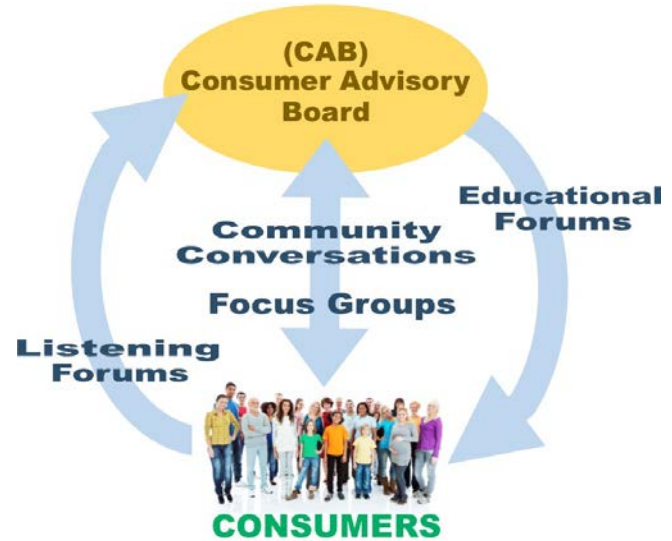 (CAB)
Consumer Advisory
Board
Educational
Forums
Community
Conversations
Focus Groups
Listening
Forums
CONSUMERS